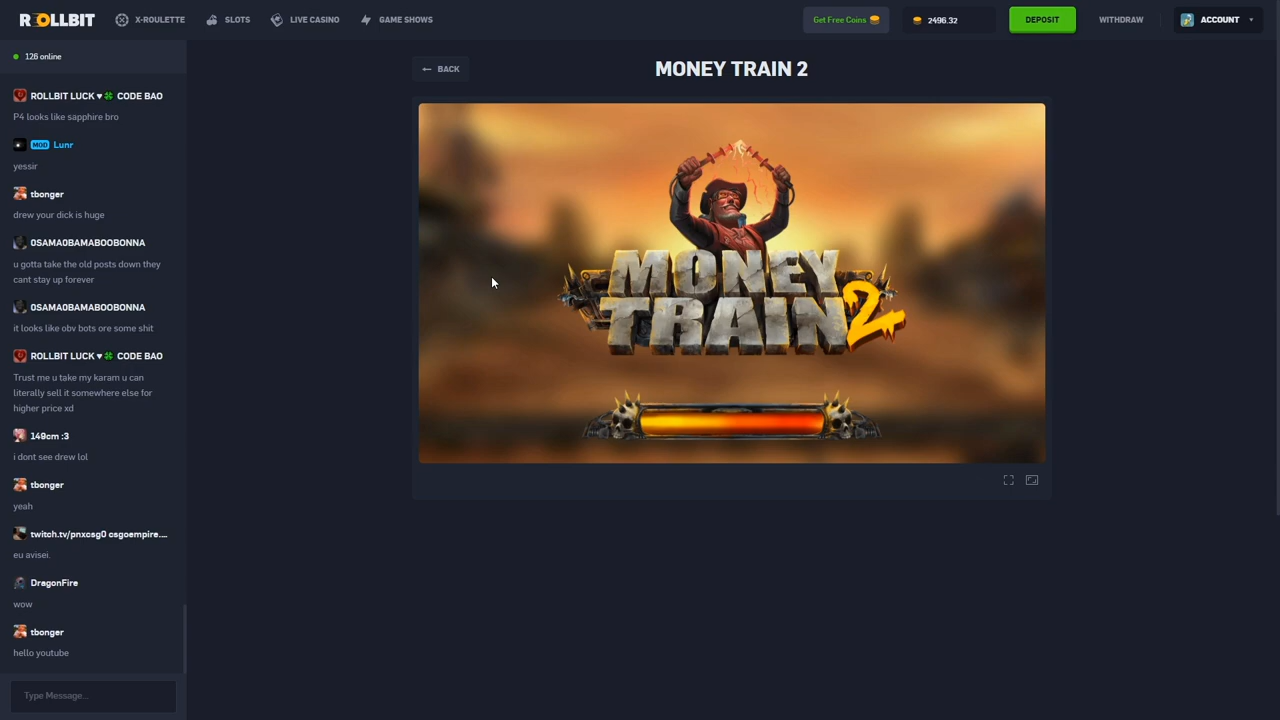 ROLLBIT
X-ROULETTE
SLOTS
LIVE CASINO
GAME SHOWS
Get Free Coins
2496.32
DEPOSIT
WITHDRAW
ACCOUNT
126 online
ROLLBIT LUCK ♥ 🍀 CODE BAO
P4 looks like sapphire bro
MOD Lunr
yessir
tbonger
drew your dick is huge
0SAMA0BAMABOOBONNA
u gotta take the old posts down they
cant stay up forever
0SAMA0BAMABOOBONNA
it looks like obv bots ore some shit
ROLLBIT LUCK ♥ 🍀 CODE BAO
Trust me u take my karam u can
literally sell it somewhere else for
higher price xd
149cm :3
i dont see drew lol
tbonger
yeah
twitch.tv/pnxcsg0 csgoempire....
eu avisei.
DragonFire
wow
tbonger
hello youtube
Type Message...
← BACK
MONEY TRAIN 2
MONEY
TRAIN 2